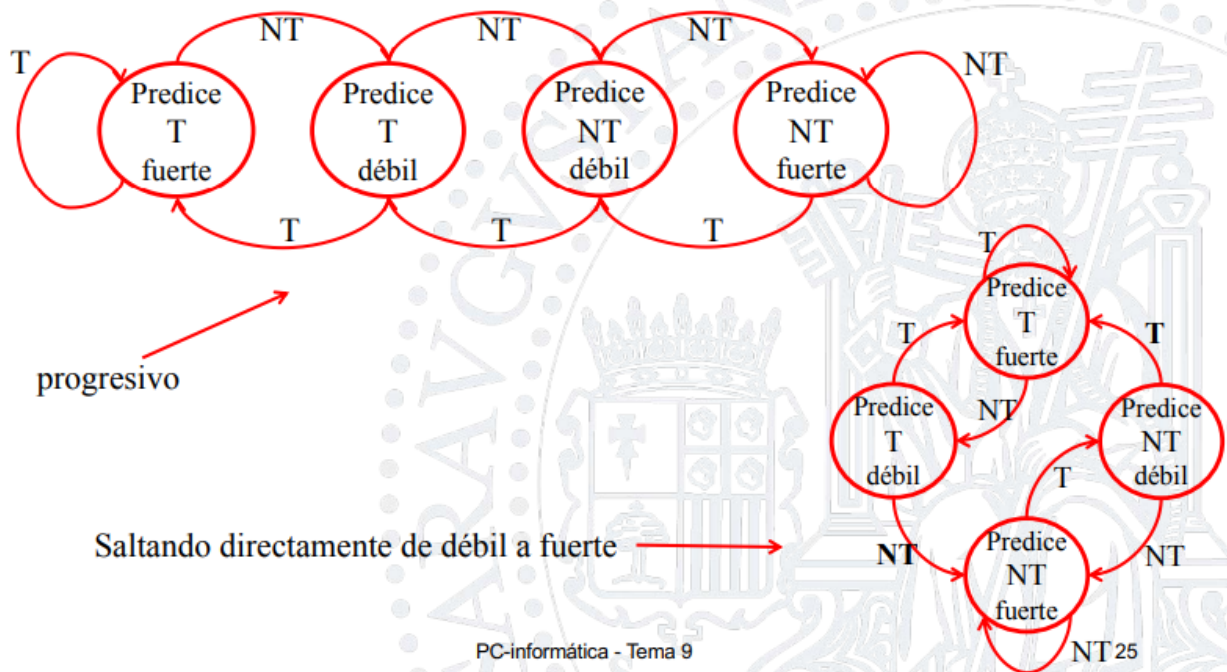 NT
NT
NT
T
NT
Predice
T
fuerte
Predice
T
débil
Predice
NT
débil
Predice
NT
fuerte
T
T
T
progresivo
T
Predice
T
fuerte
T
T
NT
Predice
T
débil
Predice
NT
débil
T
Saltando directamente de débil a fuerte
NT
NT
Predice
NT
fuerte
NT
PC-informática - Tema 9
25